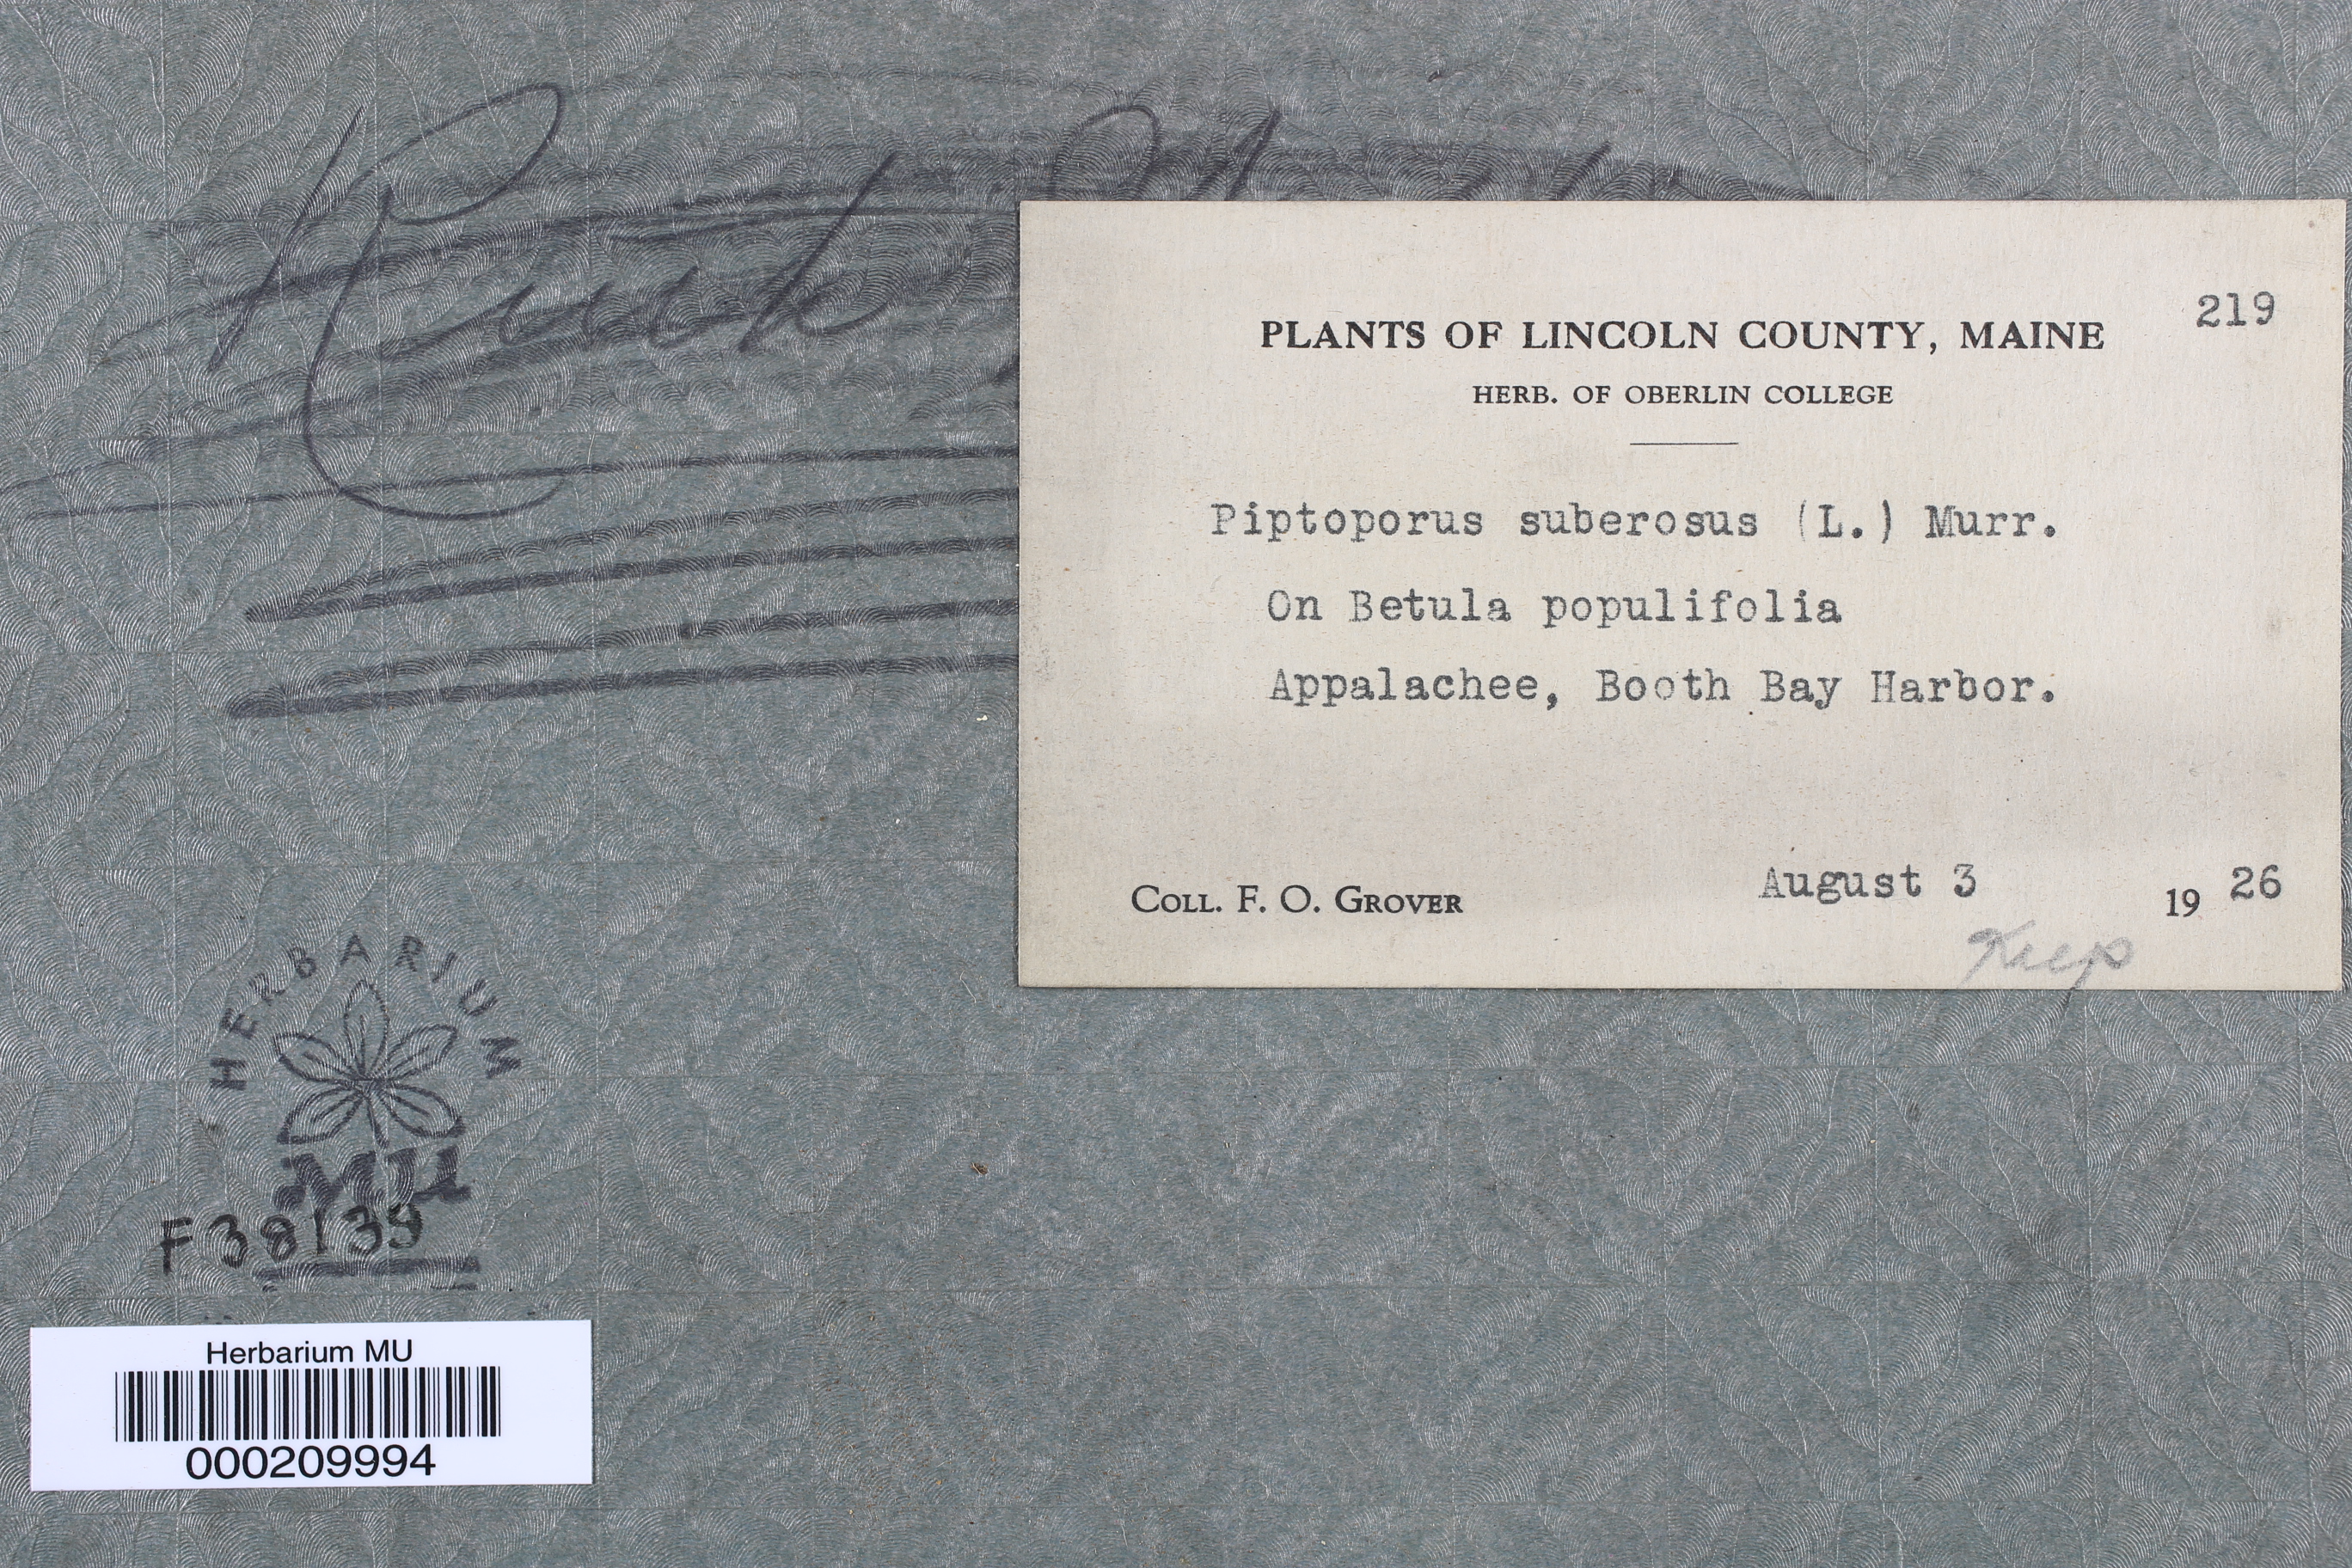 219
PLANTS OF LINCOLN COUNTY, MAINE
HERB. OF OBERLIN COLLEGE
Piptoporus suberosus (L.) Murr.
On Betula populifolia
Appalachee, Booth Bay Harbor.
COLL. F. O. GROVER August 3 19 26
Keep
HERBARIUM
MU
F38139
Herbarium MU
000209994